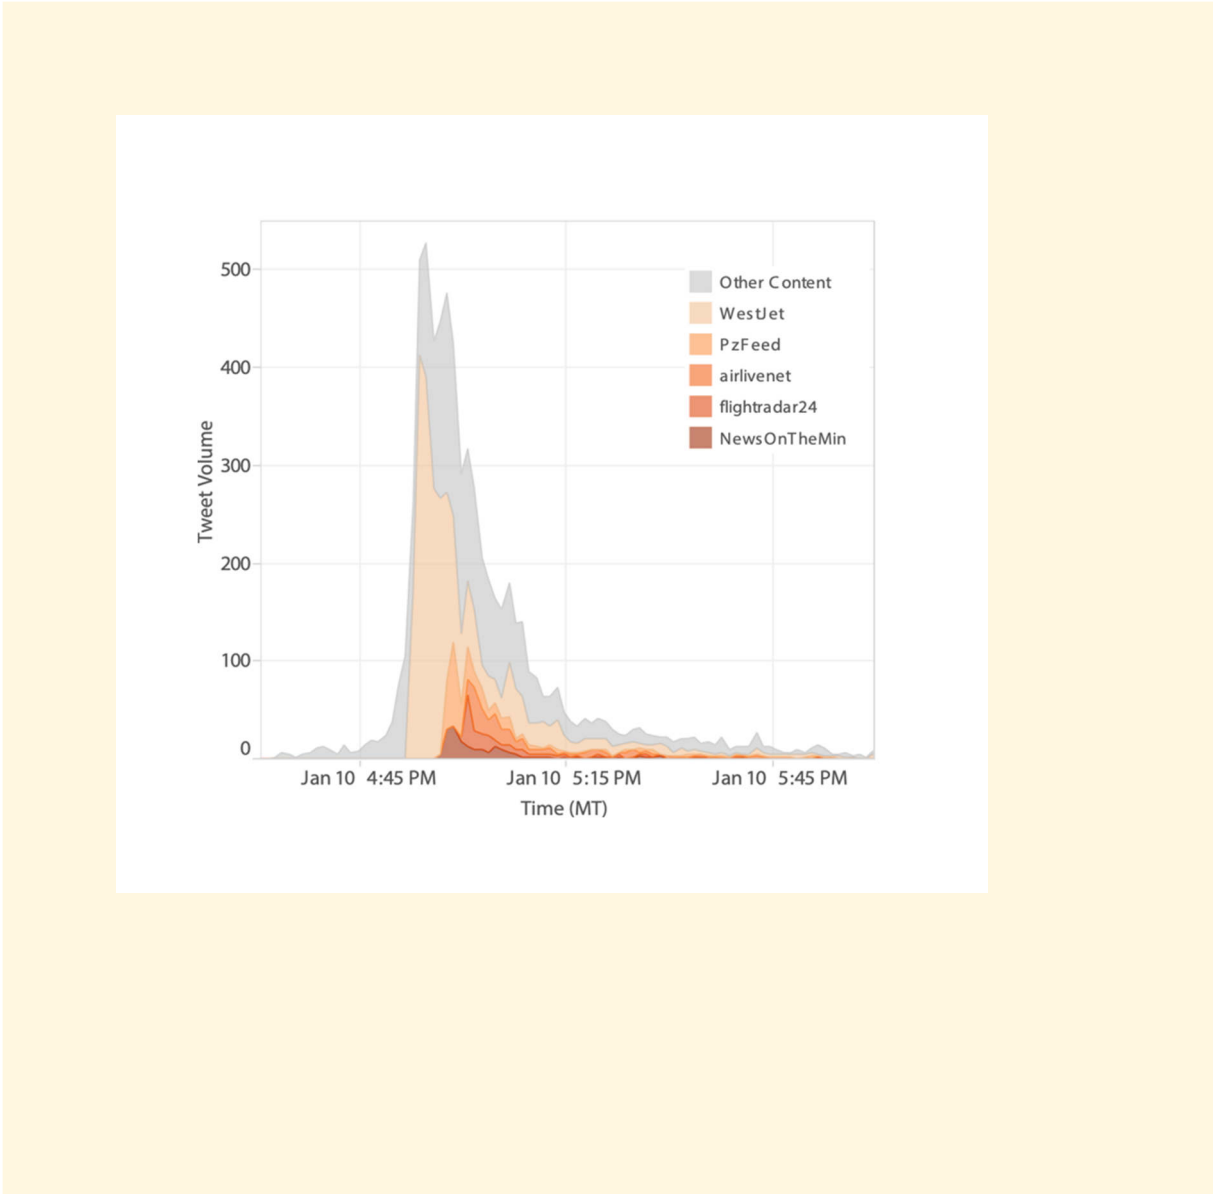 500
400
300
200
100
0
Tweet Volume
Other Content
WestJet
PzFeed
airlivenet
flightradar24
NewsOnTheMin
Jan 10 4:45 PM
Jan 10 5:15 PM
Jan 10 5:45 PM
Time (MT)